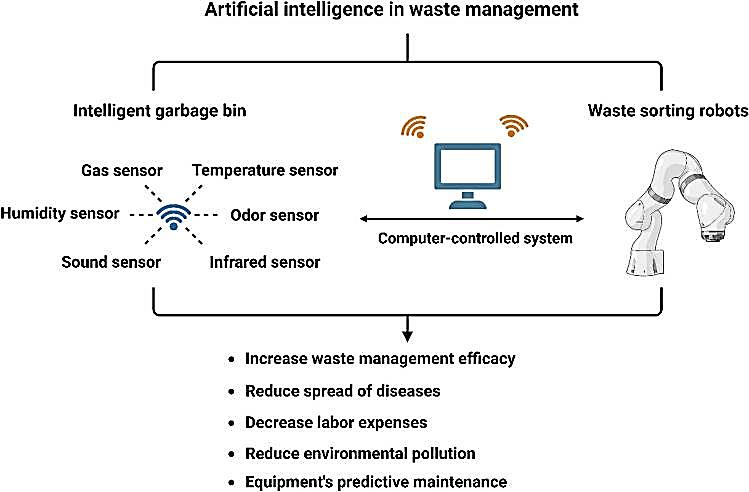 Artificial intelligence in waste management
Intelligent garbage bin
Waste sorting robots
Gas sensor
Temperature sensor
Humidity sensor
Odor sensor
Sound sensor
Infrared sensor
Computer-controlled system
• Increase waste management efficacy
• Reduce spread of diseases
• Decrease labor expenses
• Reduce environmental pollution
• Equipment's predictive maintenance